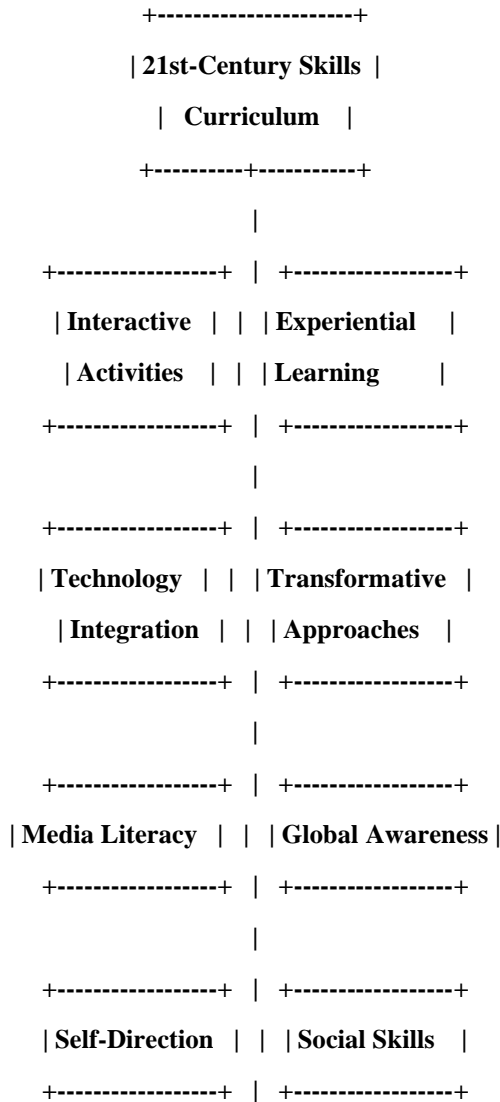 +----------------------+
| 21st-Century Skills |
| Curriculum |
+----------+-----------+
|
+------------------+ | +------------------+
| Interactive | | | Experiential |
| Activities | | | Learning |
+------------------+ | +------------------+
|
+------------------+ | +------------------+
| Technology | | | Transformative |
| Integration | | | Approaches |
+------------------+ | +------------------+
|
+------------------+ | +------------------+
| Media Literacy | | | Global Awareness |
+------------------+ | +------------------+
|
+------------------+ | +------------------+
| Self-Direction | | | Social Skills |
+------------------+ | +------------------+